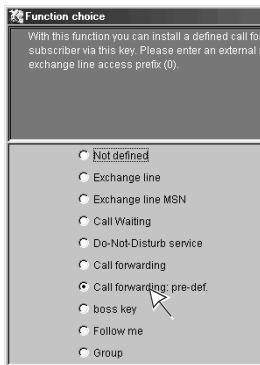 Function choice
With this function you can install a defined call fo
subscriber via this key. Please enter an external
exchange line access prefix (0).
Not defined
Exchange line
Exchange line MSN
Call Waiting
Do-Not-Disturb service
Call forwarding
Call forwarding: pre-def.
boss key
Follow me
Group